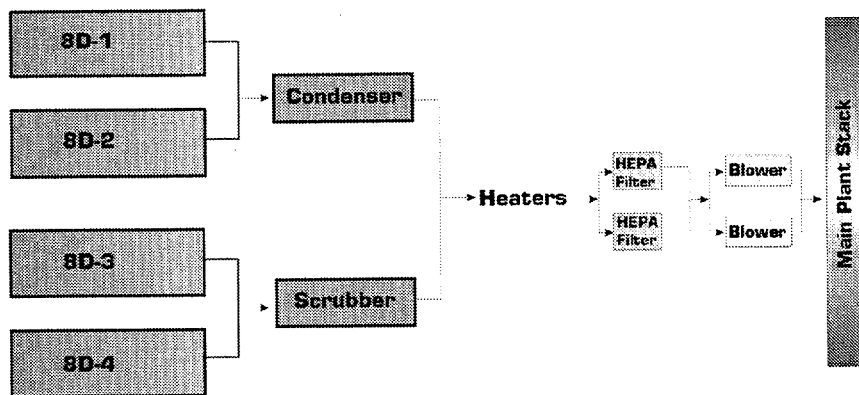 8D-1
8D-2
8D-3
8D-4
Condenser
Scrubber
Heaters
HEPA
Filter
HEPA
Filter
Blower
Blower
Main Plant Stack